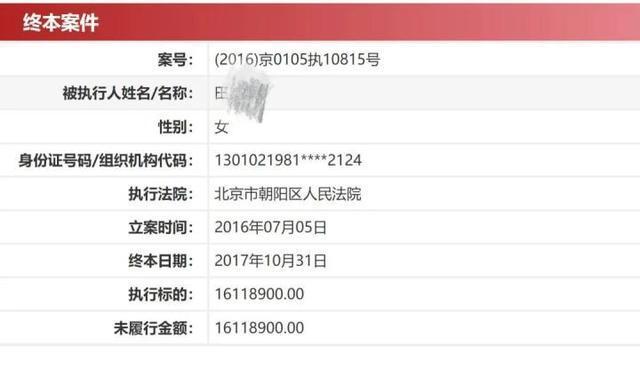 终本案件
案号: (2016)京0105执10815号
被执行人姓名/名称: 田
性别: 女
身份证号码/组织机构代码: 1301021981****2124
执行法院: 北京市朝阳区人民法院
立案时间: 2016年07月05日
终本日期: 2017年10月31日
执行标的: 16118900.00
未履行金额: 16118900.00